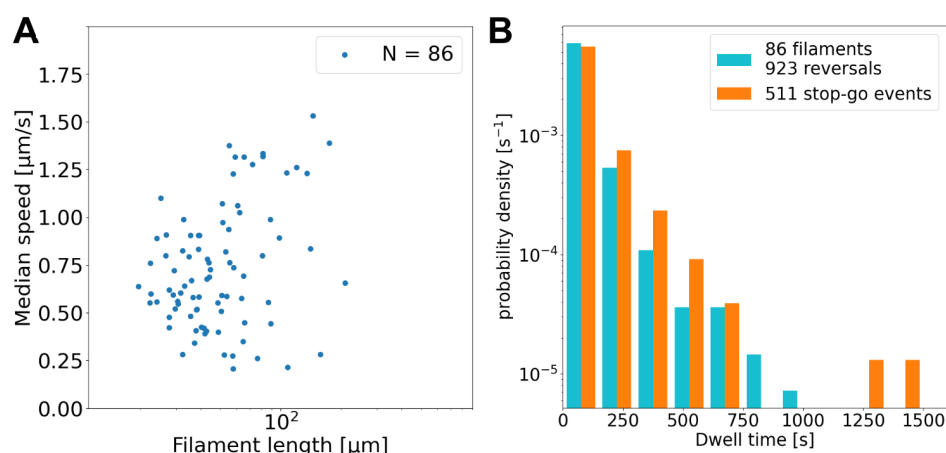 A
N = 86
1.75
1.50
1.25
1.00
0.75
0.50
0.25
0.00
Median speed [µm/s]
10²
Filament length [µm]
B
86 filaments
923 reversals
511 stop-go events
10⁻³
10⁻⁴
10⁻⁵
probability density [s⁻¹]
0 250 500 750 1000 1250 1500
Dwell time [s]